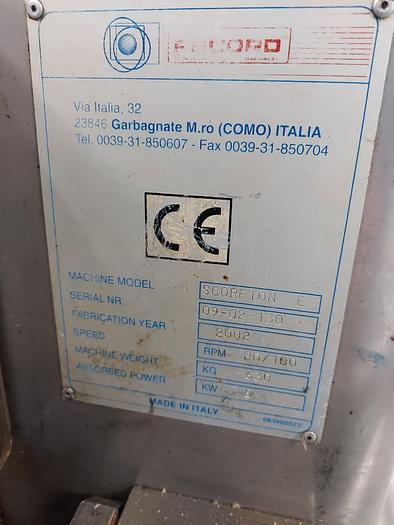 RECORD
MACHINERY
Via Italia, 32
23846 Garbagnate M.ro (COMO) ITALIA
Tel. 0039-31-850607 - Fax 0039-31-850704
CE
MACHINE MODEL SCORPION E
SERIAL NR. 09-02-130
FABRICATION YEAR 2002
SPEED RPM 20/100
MACHINE WEIGHT KG 630
ABSORBED POWER KW
MADE IN ITALY